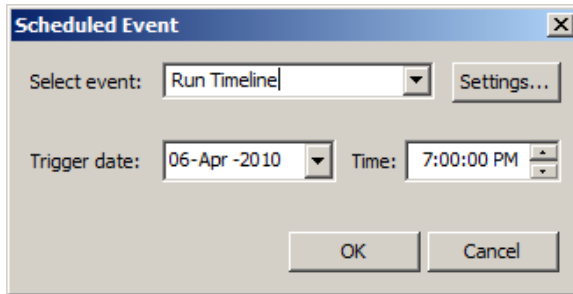 Scheduled Event
Select event: Run Timeline Settings...
Trigger date: 06-Apr -2010 Time: 7:00:00 PM
OK Cancel